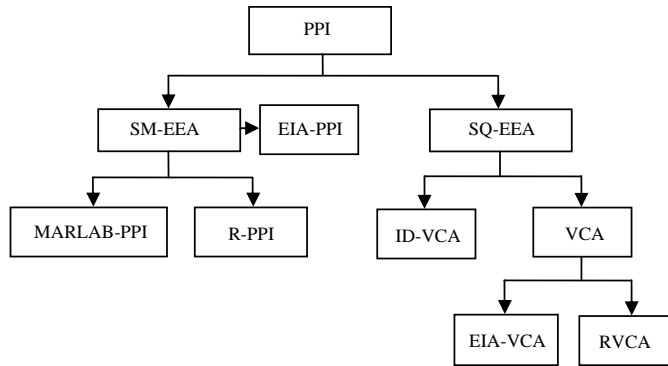 PPI
SM-EEA
EIA-PPI
SQ-EEA
MARLAB-PPI
R-PPI
ID-VCA
VCA
EIA-VCA
RVCA